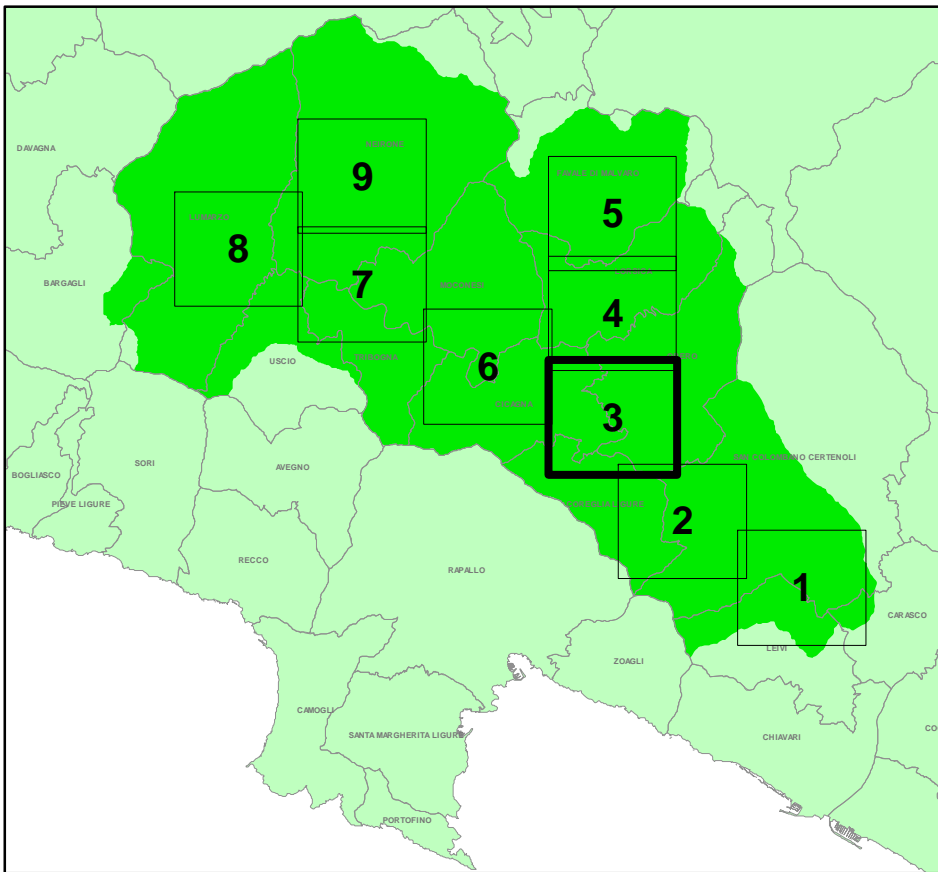 DAVAGNA
NEIRONE
9
FAVALE DI MALVARO
5
LUMARZO
8
BARGAGLI
7
MOCONESI
LORSICA
4
USCIO
TRIBOGNA
6
CICAGNA
3
SORI
AVEGNO
SAN COLOMBANO CERTENOLI
BOGLIASCO
PIEVE LIGURE
COREGLIA LIGURE
2
RECCO
RAPALLO
1
CARASCO
ZOAGLI
LEIVI
CAMOGLI
SANTA MARGHERITA LIGURE
CHIAVARI
CO
PORTOFINO